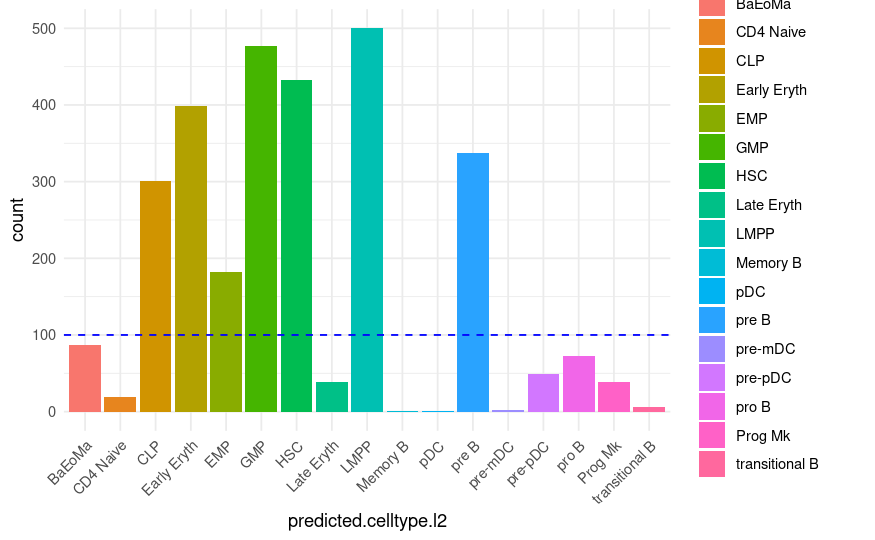 count
500
400
300
200
100
0
BaEoMa
CD4 Naive
CLP
Early Eryth
EMP
GMP
HSC
Late Eryth
LMPP
Memory B
pDC
pre B
pre-mDC
pre-pDC
pro B
Prog Mk
transitional B
predicted.celltype.l2
BaEoMa
CD4 Naive
CLP
Early Eryth
EMP
GMP
HSC
Late Eryth
LMPP
Memory B
pDC
pre B
pre-mDC
pre-pDC
pro B
Prog Mk
transitional B